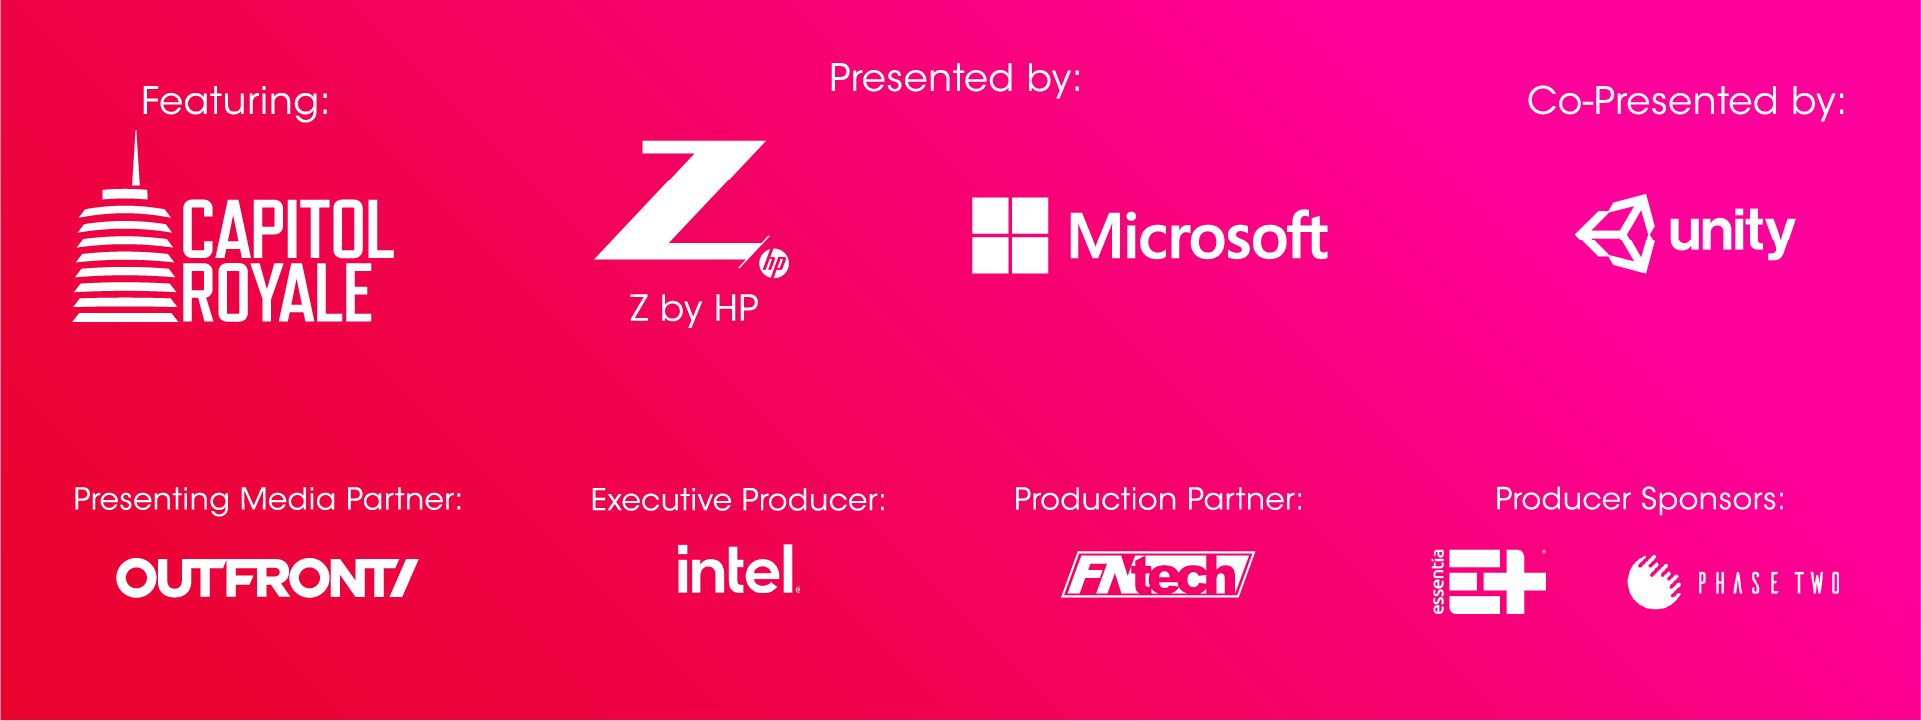 Featuring:
CAPITOL
ROYALE
Presented by:
Z
hp
Z by HP
Microsoft
Co-Presented by:
unity
Presenting Media Partner:
OUTFRONT/
Executive Producer:
intel®
Production Partner:
FAtech
Producer Sponsors:
essentia
E+®
PHASE TWO